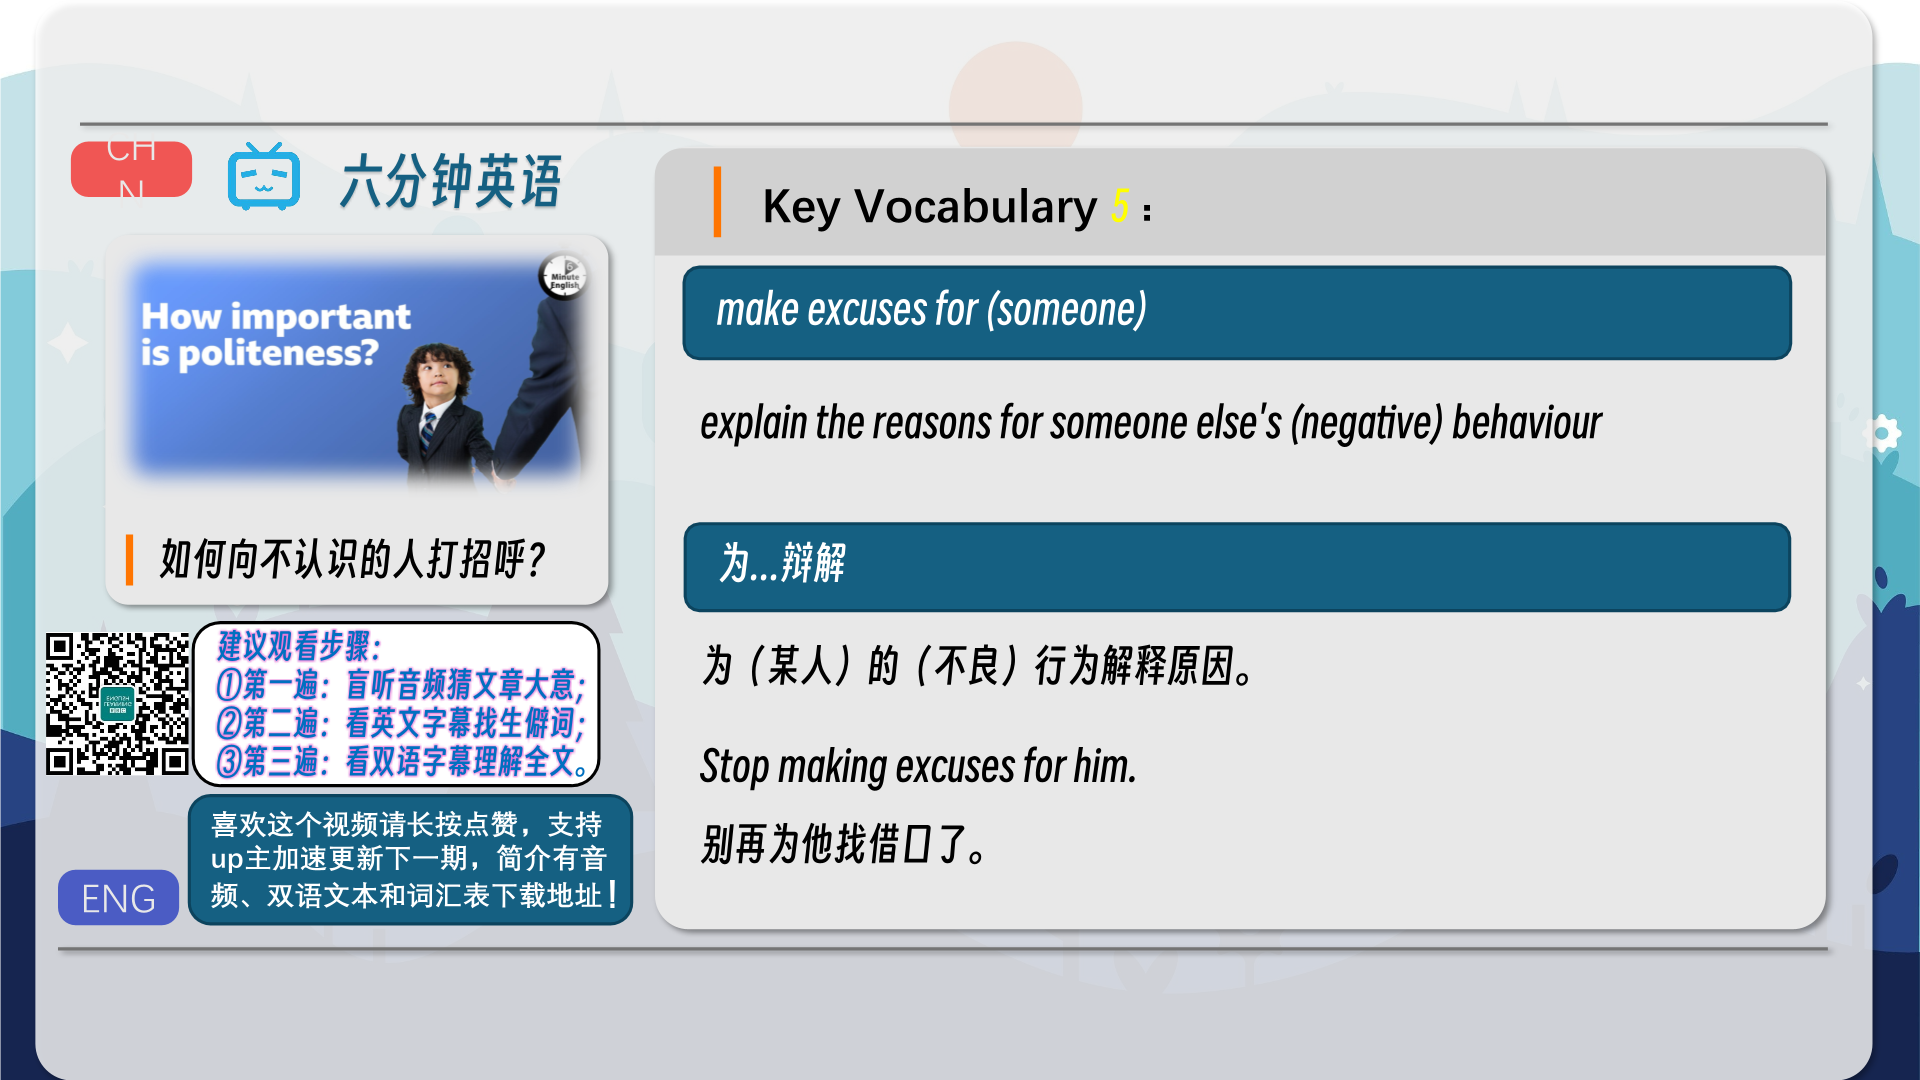 CH
N
六分钟英语
6
Minute
English
How important
is politeness?
如何向不认识的人打招呼？
建议观看步骤：
①第一遍：盲听音频猜文章大意；
②第二遍：看英文字幕找生僻词；
③第三遍：看双语字幕理解全文。
喜欢这个视频请长按点赞，支持
up主加速更新下一期，简介有音
频、双语文本和词汇表下载地址！
ENG
Key Vocabulary 5：
make excuses for (someone)
explain the reasons for someone else's (negative) behaviour
为...辩解
为（某人）的（不良）行为解释原因。
Stop making excuses for him.
别再为他找借口了。